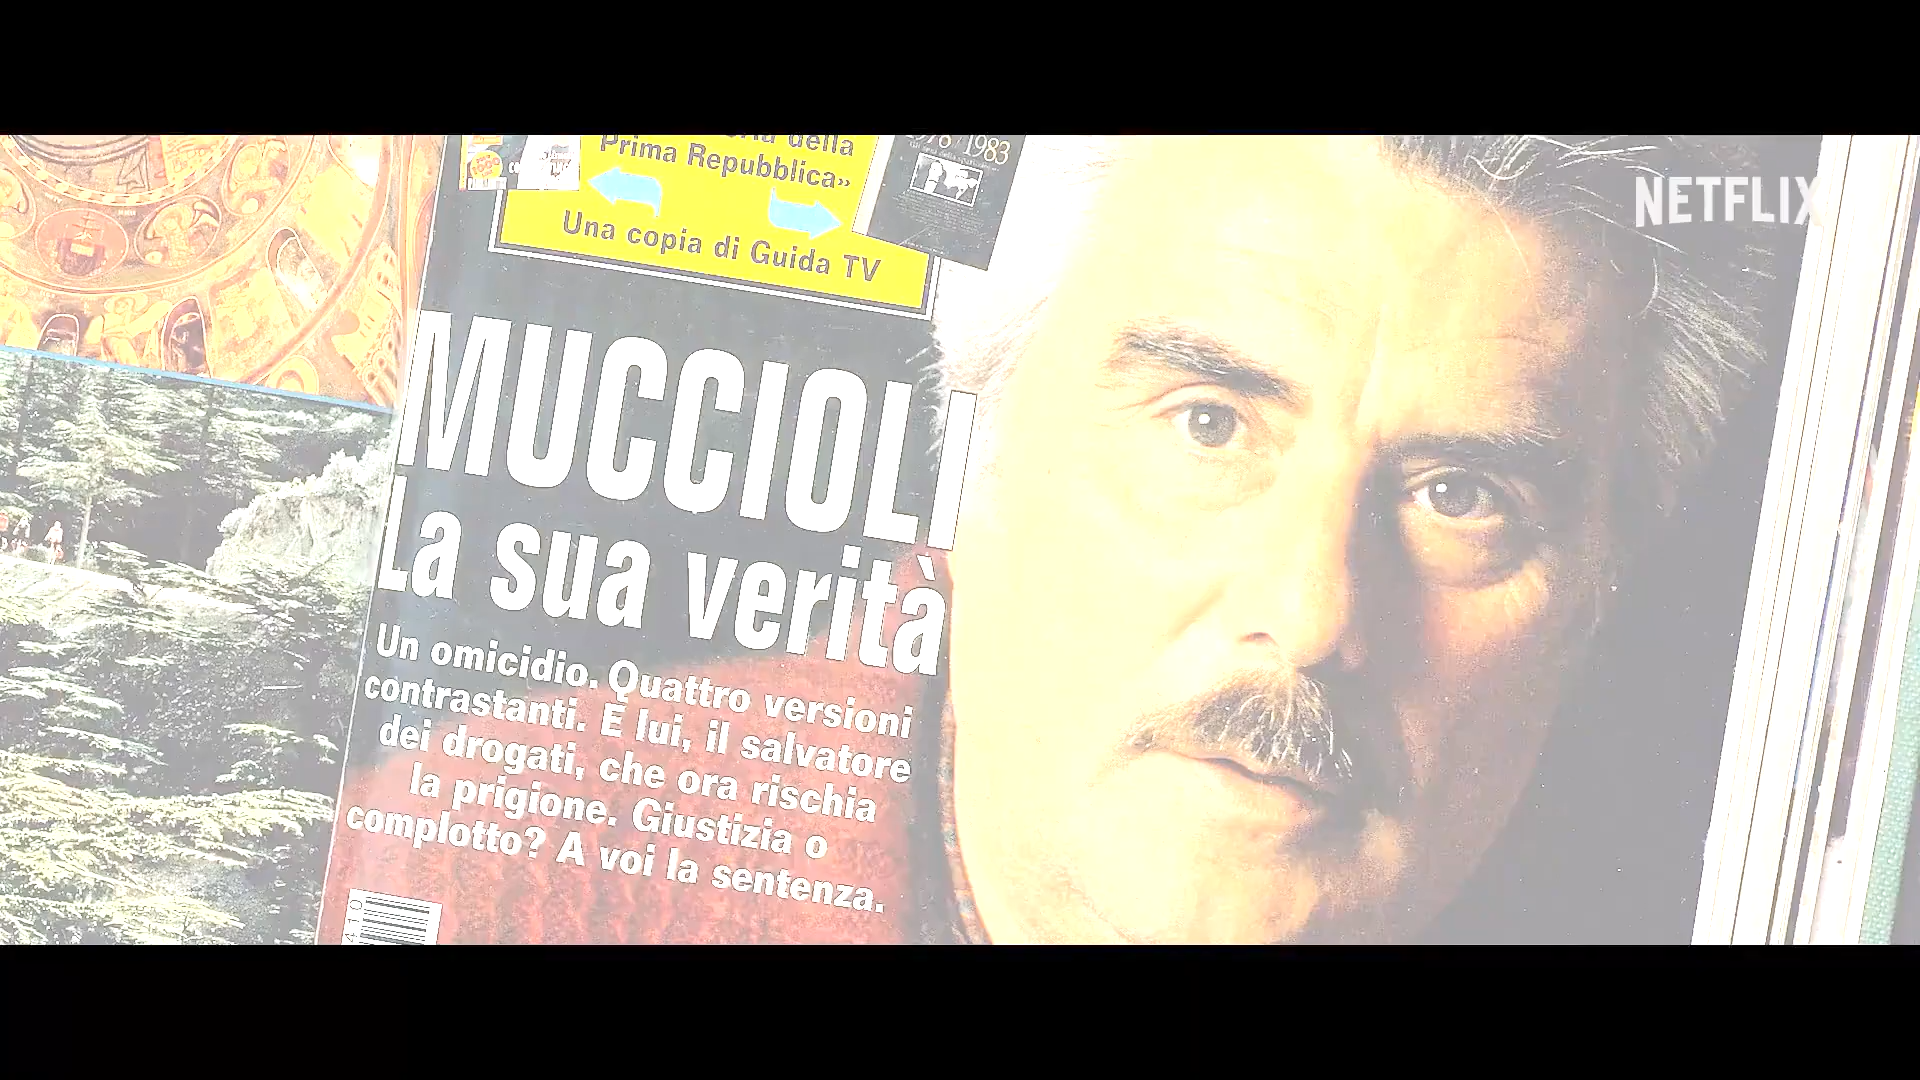 della
Prima Repubblica»
Una copia di Guida TV
1983
NETFLIX
MUCCIOLI
La sua verità
Un omicidio. Quattro versioni
contrastanti. E lui, il salvatore
dei drogati, che ora rischia
la prigione. Giustizia o
complotto? A voi la sentenza.